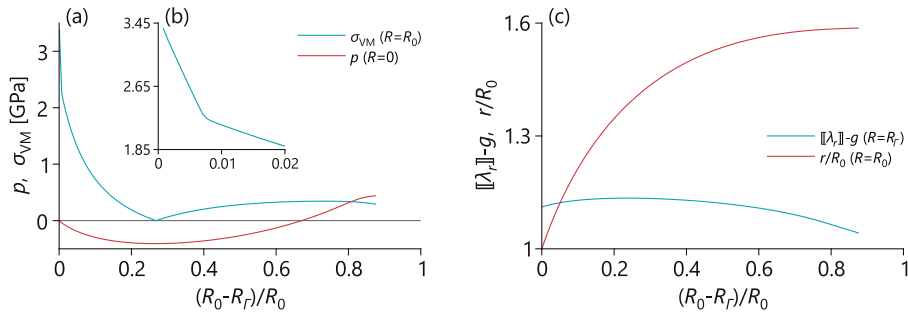 (a)
(b)
3.45
2.65
1.85
0
0.01
0.02
σVM (R=R0)
p (R=0)
3
2
1
0
p, σVM [GPa]
0
0.2
0.4
0.6
0.8
1
(R0-RΓ)/R0
(c)
1.6
1.3
1
⟦λr⟧-g, r/R0
⟦λr⟧-g (R=RΓ)
r/R0 (R=R0)
0
0.2
0.4
0.6
0.8
1
(R0-RΓ)/R0